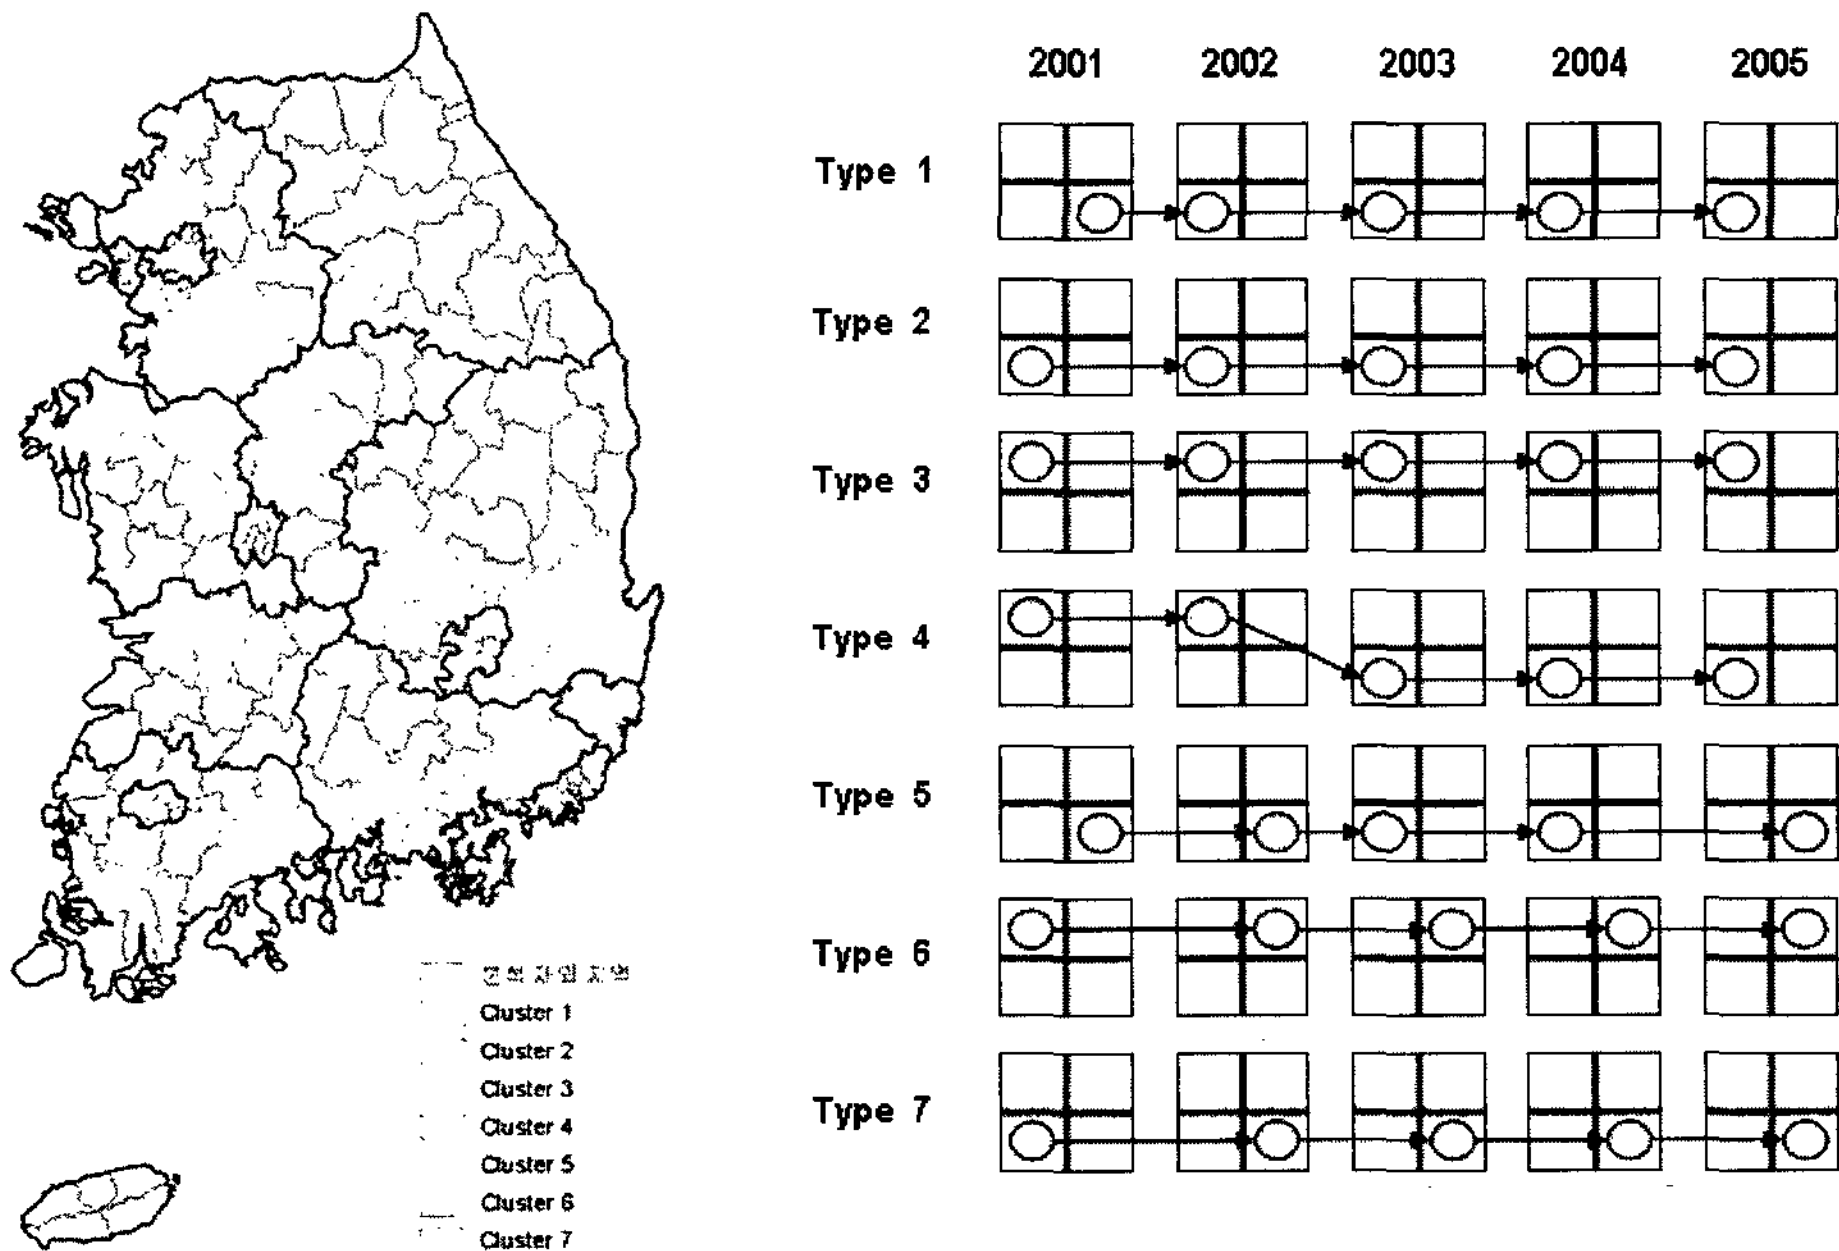 2001 2002 2003 2004 2005
Type 1
Type 2
Type 3
Type 4
Type 5
Type 6
Type 7
Cluster 1
Cluster 2
Cluster 3
Cluster 4
Cluster 5
Cluster 6
Cluster 7